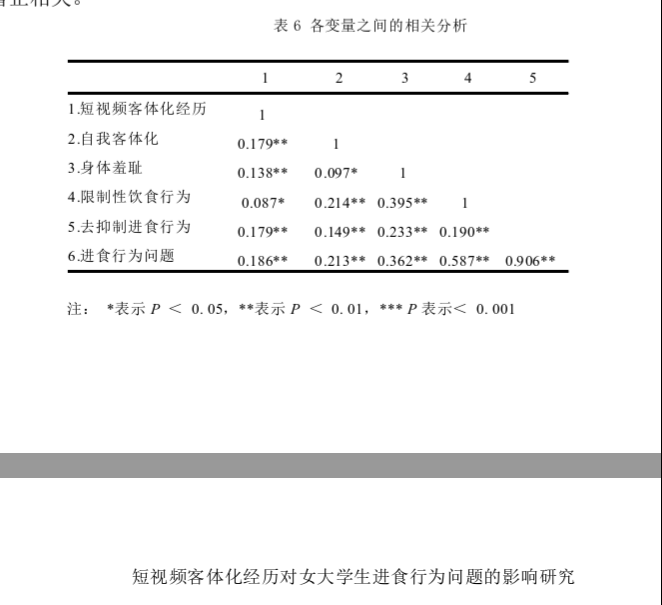 著正相关。
表 6 各变量之间的相关分析
1 2 3 4 5
1.短视频客体化经历 1
2.自我客体化 0.179** 1
3.身体羞耻 0.138** 0.097* 1
4.限制性饮食行为 0.087* 0.214** 0.395** 1
5.去抑制进食行为 0.179** 0.149** 0.233** 0.190**
6.进食行为问题 0.186** 0.213** 0.362** 0.587** 0.906**
注： *表示 P ＜ 0.05，**表示 P ＜ 0.01，*** P 表示＜ 0.001
短视频客体化经历对女大学生进食行为问题的影响研究